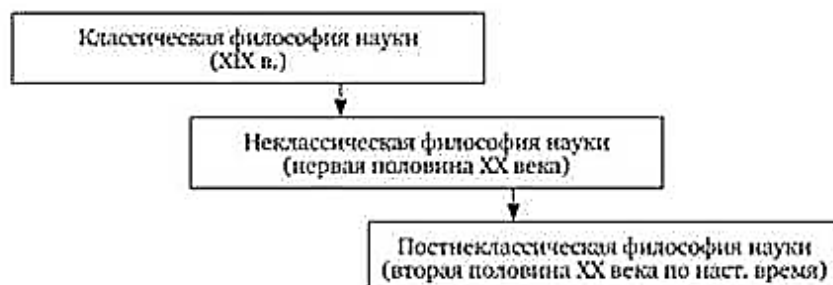 Классическая философия науки
(XIX в.)
Неклассическая философия науки
(первая половина XX века)
Постнеклассическая философия науки
(вторая половина XX века по наст. время)